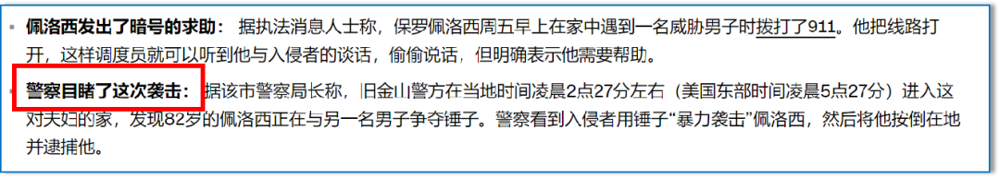 ▪ 佩洛西发出了暗号的求助： 据执法消息人士称，保罗佩洛西周五早上在家中遇到一名威胁男子时拨打了911。他把线路打
开，这样调度员就可以听到他与入侵者的谈话，偷偷说话，但明确表示他需要帮助。
▪ 警察目睹了这次袭击： 据该市警察局长称，旧金山警方在当地时间凌晨2点27分左右（美国东部时间凌晨5点27分）进入这
对夫妇的家，发现82岁的佩洛西正在与另一名男子争夺锤子。警察看到入侵者用锤子“暴力袭击”佩洛西，然后将他按倒在地
并逮捕他。